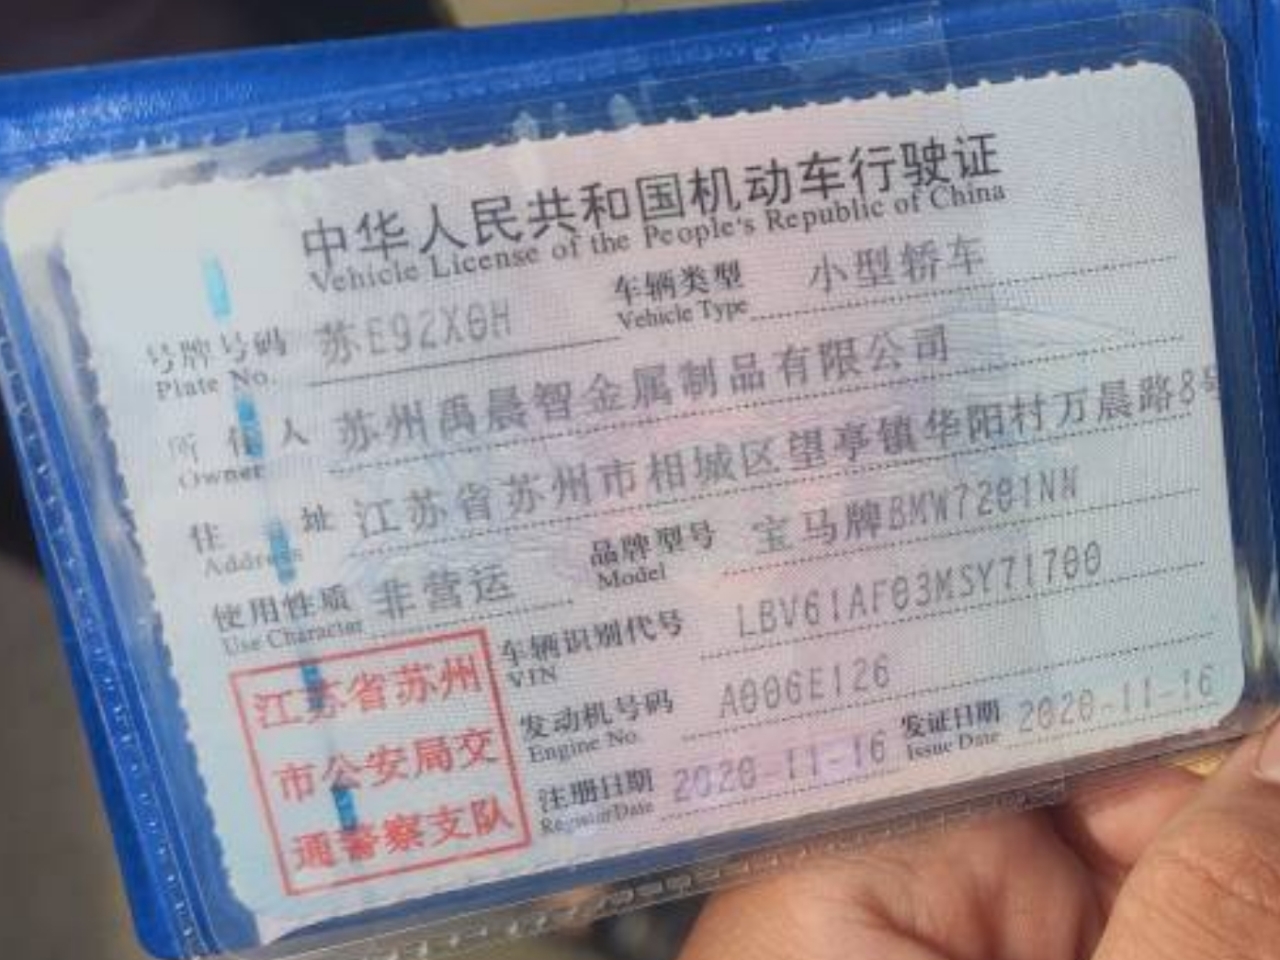 中华人民共和国机动车行驶证
Vehicle License of the People's Republic of China
号牌号码 苏E92X0H 车辆类型 小型轿车
Plate No. Vehicle Type
所有人 苏州禹晨智金属制品有限公司
Owner
住址 江苏省苏州市相城区望亭镇华阳村万晨路8号
Address
使用性质 非营运 品牌型号 宝马牌BMW7201NN
Use Character Model
车辆识别代号 LBV61AF03MSY71700
VIN
发动机号码 A006E126
Engine No.
注册日期 2020-11-16 发证日期 2020-11-16
Register Date Issue Date
江苏省苏州
市公安局交
通警察支队